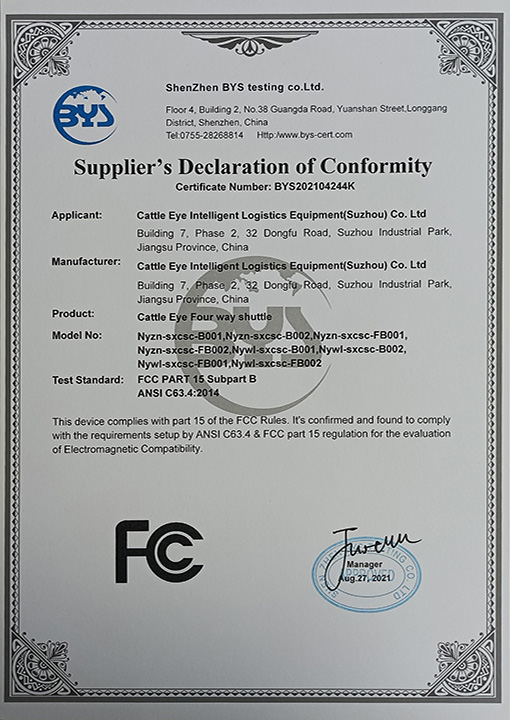 BYS
ShenZhen BYS testing co.Ltd.
Floor 4, Building 2, No.38 Guangda Road, Yuanshan Street,Longgang
District, Shenzhen, China
Tel:0755-28268814 Http:/www.bys-cert.com
Supplier's Declaration of Conformity
Certificate Number: BYS202104244K
Applicant: Cattle Eye Intelligent Logistics Equipment(Suzhou) Co. Ltd
Building 7, Phase 2, 32 Dongfu Road, Suzhou Industrial Park,
Jiangsu Province, China
Manufacturer: Cattle Eye Intelligent Logistics Equipment(Suzhou) Co. Ltd
Building 7, Phase 2, 32 Dongfu Road, Suzhou Industrial Park,
Jiangsu Province, China
BYS
Product: Cattle Eye Four way shuttle
Model No: Nyzn-sxcsc-B001,Nyzn-sxcsc-B002,Nyzn-sxcsc-FB001,
Nyzn-sxcsc-FB002,Nywl-sxcsc-B001,Nywl-sxcsc-B002,
Nywl-sxcsc-FB001,Nywl-sxcsc-FB002
Test Standard: FCC PART 15 Subpart B
ANSI C63.4:2014
This device complies with part 15 of the FCC Rules. It's confirmed and found to comply
with the requirements setup by ANSI C63.4 & FCC part 15 regulation for the evaluation
of Electromagnetic Compatibility.
FC
Manager
APPROVED
Aug.27, 2021